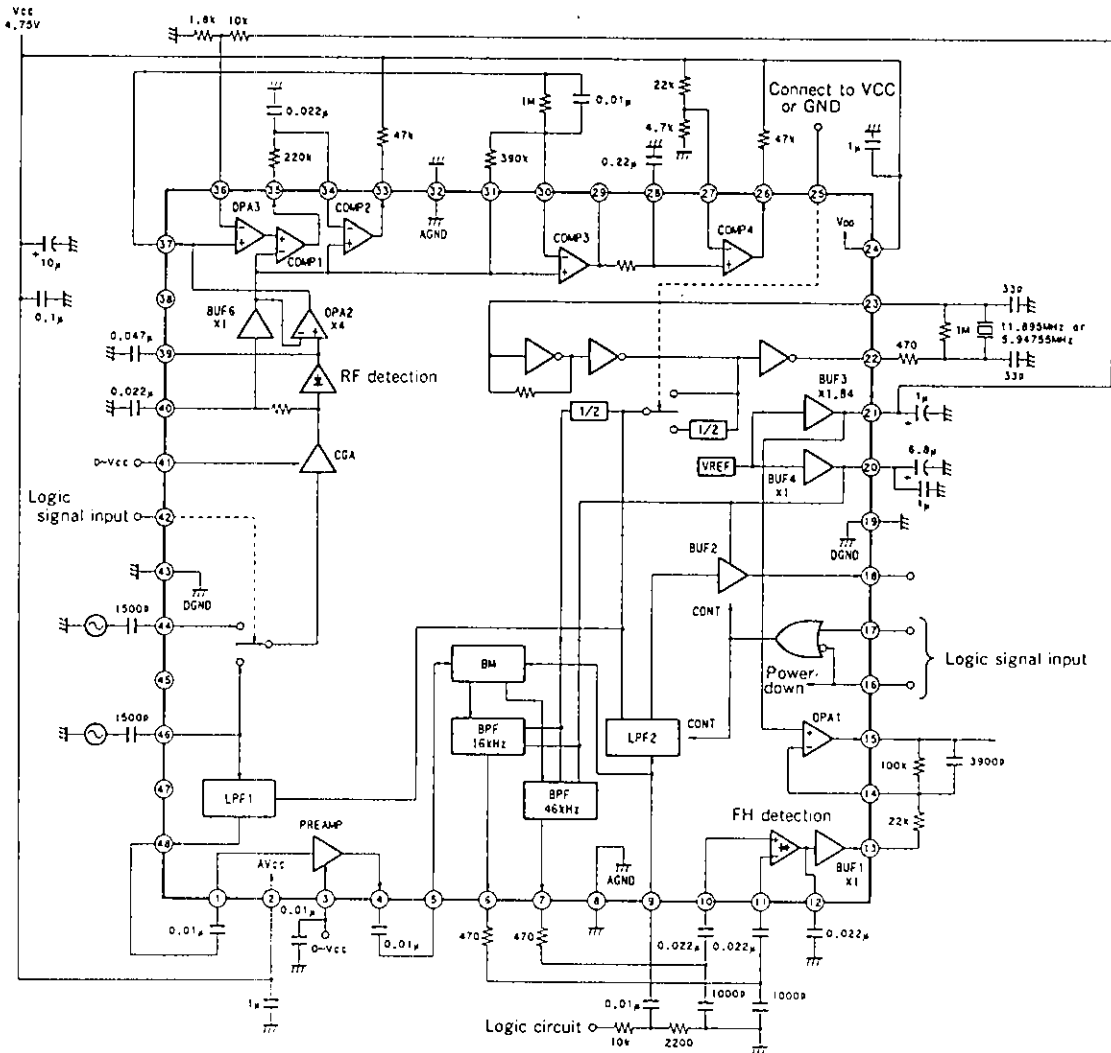 Vcc
4.75V
1.8k 10k
0.022μ
220k
47k
1M
0.01μ
390k
22k
4.7k
0.22μ
47k
Connect to VCC
or GND
1μ
36 35 34 33 32 31 30 29 28 27 26 25
OPA3
COMP1
COMP2
AGND
COMP3
COMP4
VDD
24
37
10μ
0.1μ
38
BUF6
X1
OPA2
X4
0.047μ
39
RF detection
0.022μ
40
0~Vcc
41
CGA
Logic
signal input
42
43
DGND
1500p
44
45
1500p
46
47
48
LPF1
23
33p
1M
11.895MHz or
5.94755MHz
470
22
33p
1/2
1/2
BUF3
X1.84
21
1μ
VREF
BUF4
X1
20
6.8μ
1μ
19
DGND
BUF2
18
CONT
17
Logic signal input
Power-
down
16
BM
BPF
16kHz
BPF
46kHz
LPF2
CONT
OPA1
15
100k
3900p
14
22k
FH detection
BUF1
X1
13
PREAMP
AVcc
AGND
1 2 3 4 5 6 7 8 9 10 11 12
0.01μ
0.01μ
0~Vcc
0.01μ
470
470
0.022μ
0.022μ
0.022μ
1μ
0.01μ
1000p
1000p
Logic circuit
10k
2200